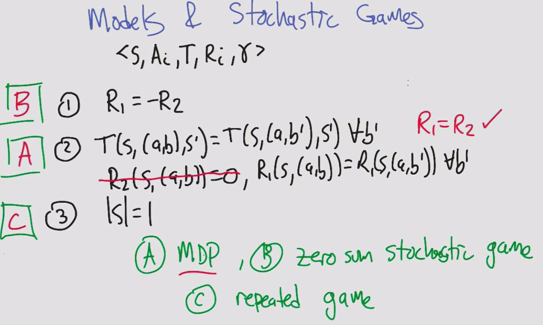 Models & Stochastic Games
<S, Ai, T, Ri, γ>
B ① R₁ = -R₂
R₁=R₂ ✓
A ② T(s,(a,b),s')=T(s,(a,b'),s') ∀b'
R₂(s,(a,b))=0, R₁(s,(a,b))=R₁(s,(a,b')) ∀b'
C ③ |S|=1
Ⓐ MDP, Ⓑ zero sum stochastic game
Ⓒ repeated game